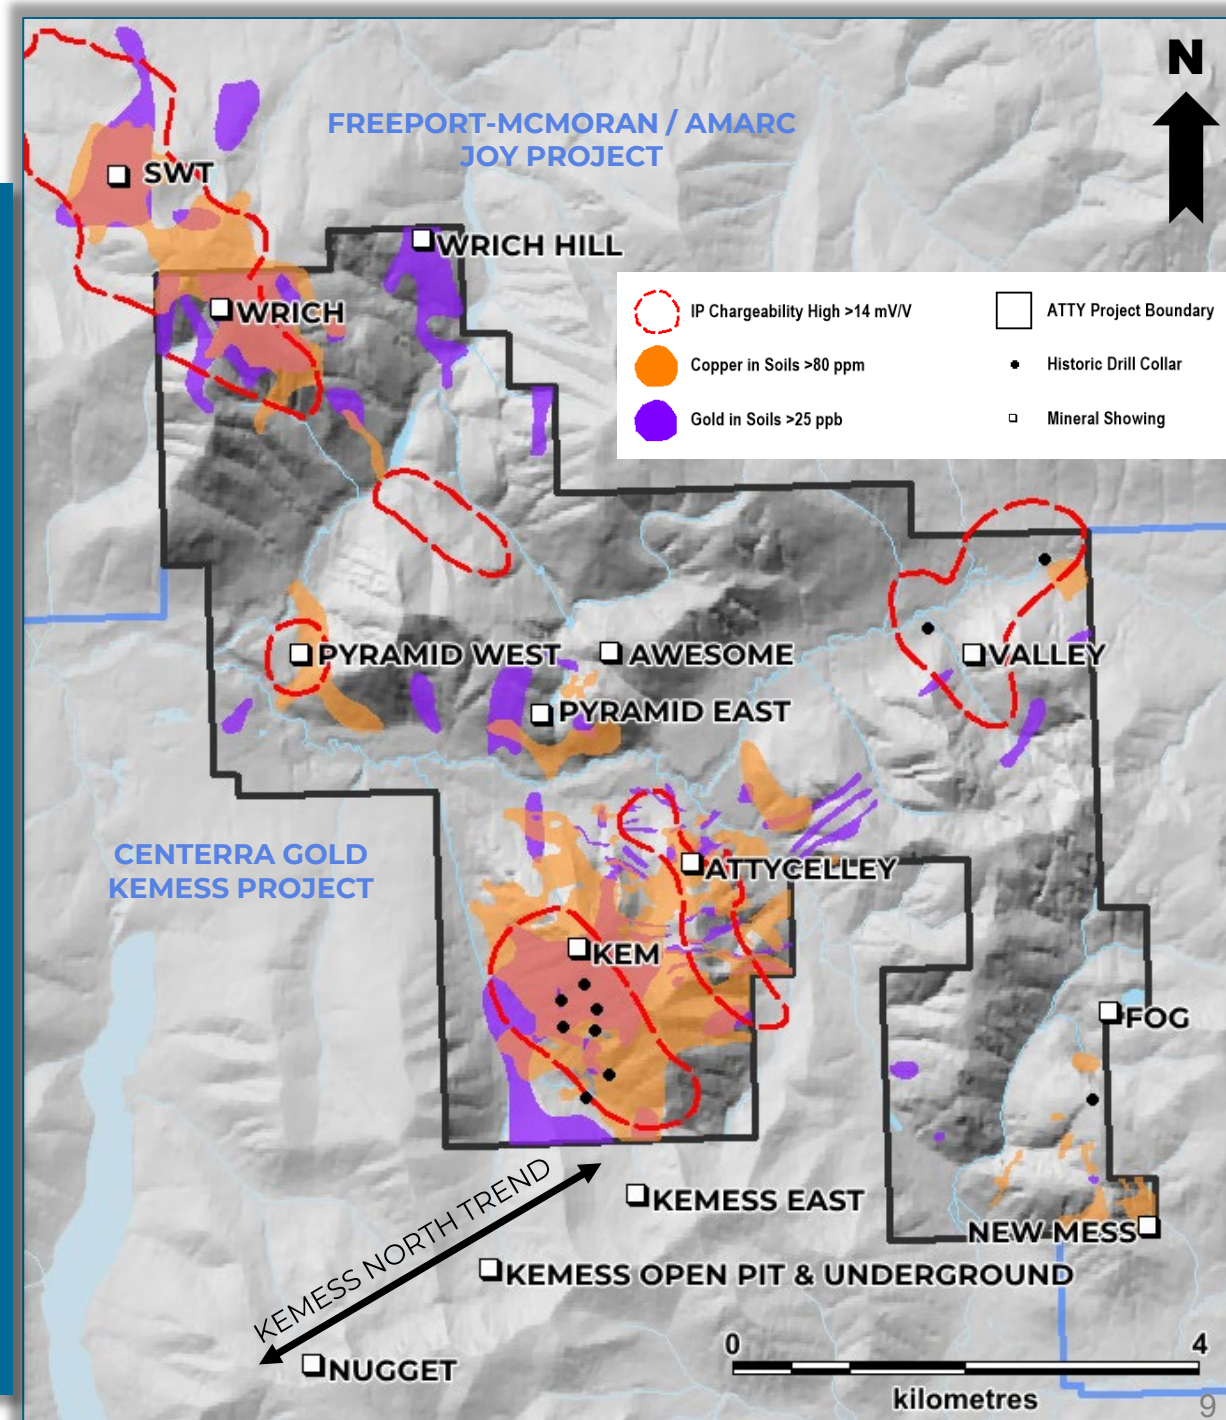 N
FREEPORT-MCMORAN / AMARC
JOY PROJECT
SWT
WRICH HILL
WRICH
IP Chargeability High >14 mV/V
ATTY Project Boundary
Copper in Soils >80 ppm
Historic Drill Collar
Gold in Soils >25 ppb
Mineral Showing
PYRAMID WEST
AWESOME
VALLEY
PYRAMID EAST
CENTERRA GOLD
KEMESS PROJECT
ATTYCELLEY
KEM
FOG
KEMESS NORTH TREND
KEMESS EAST
NEW MESS
KEMESS OPEN PIT & UNDERGROUND
NUGGET
0
4
kilometres
9